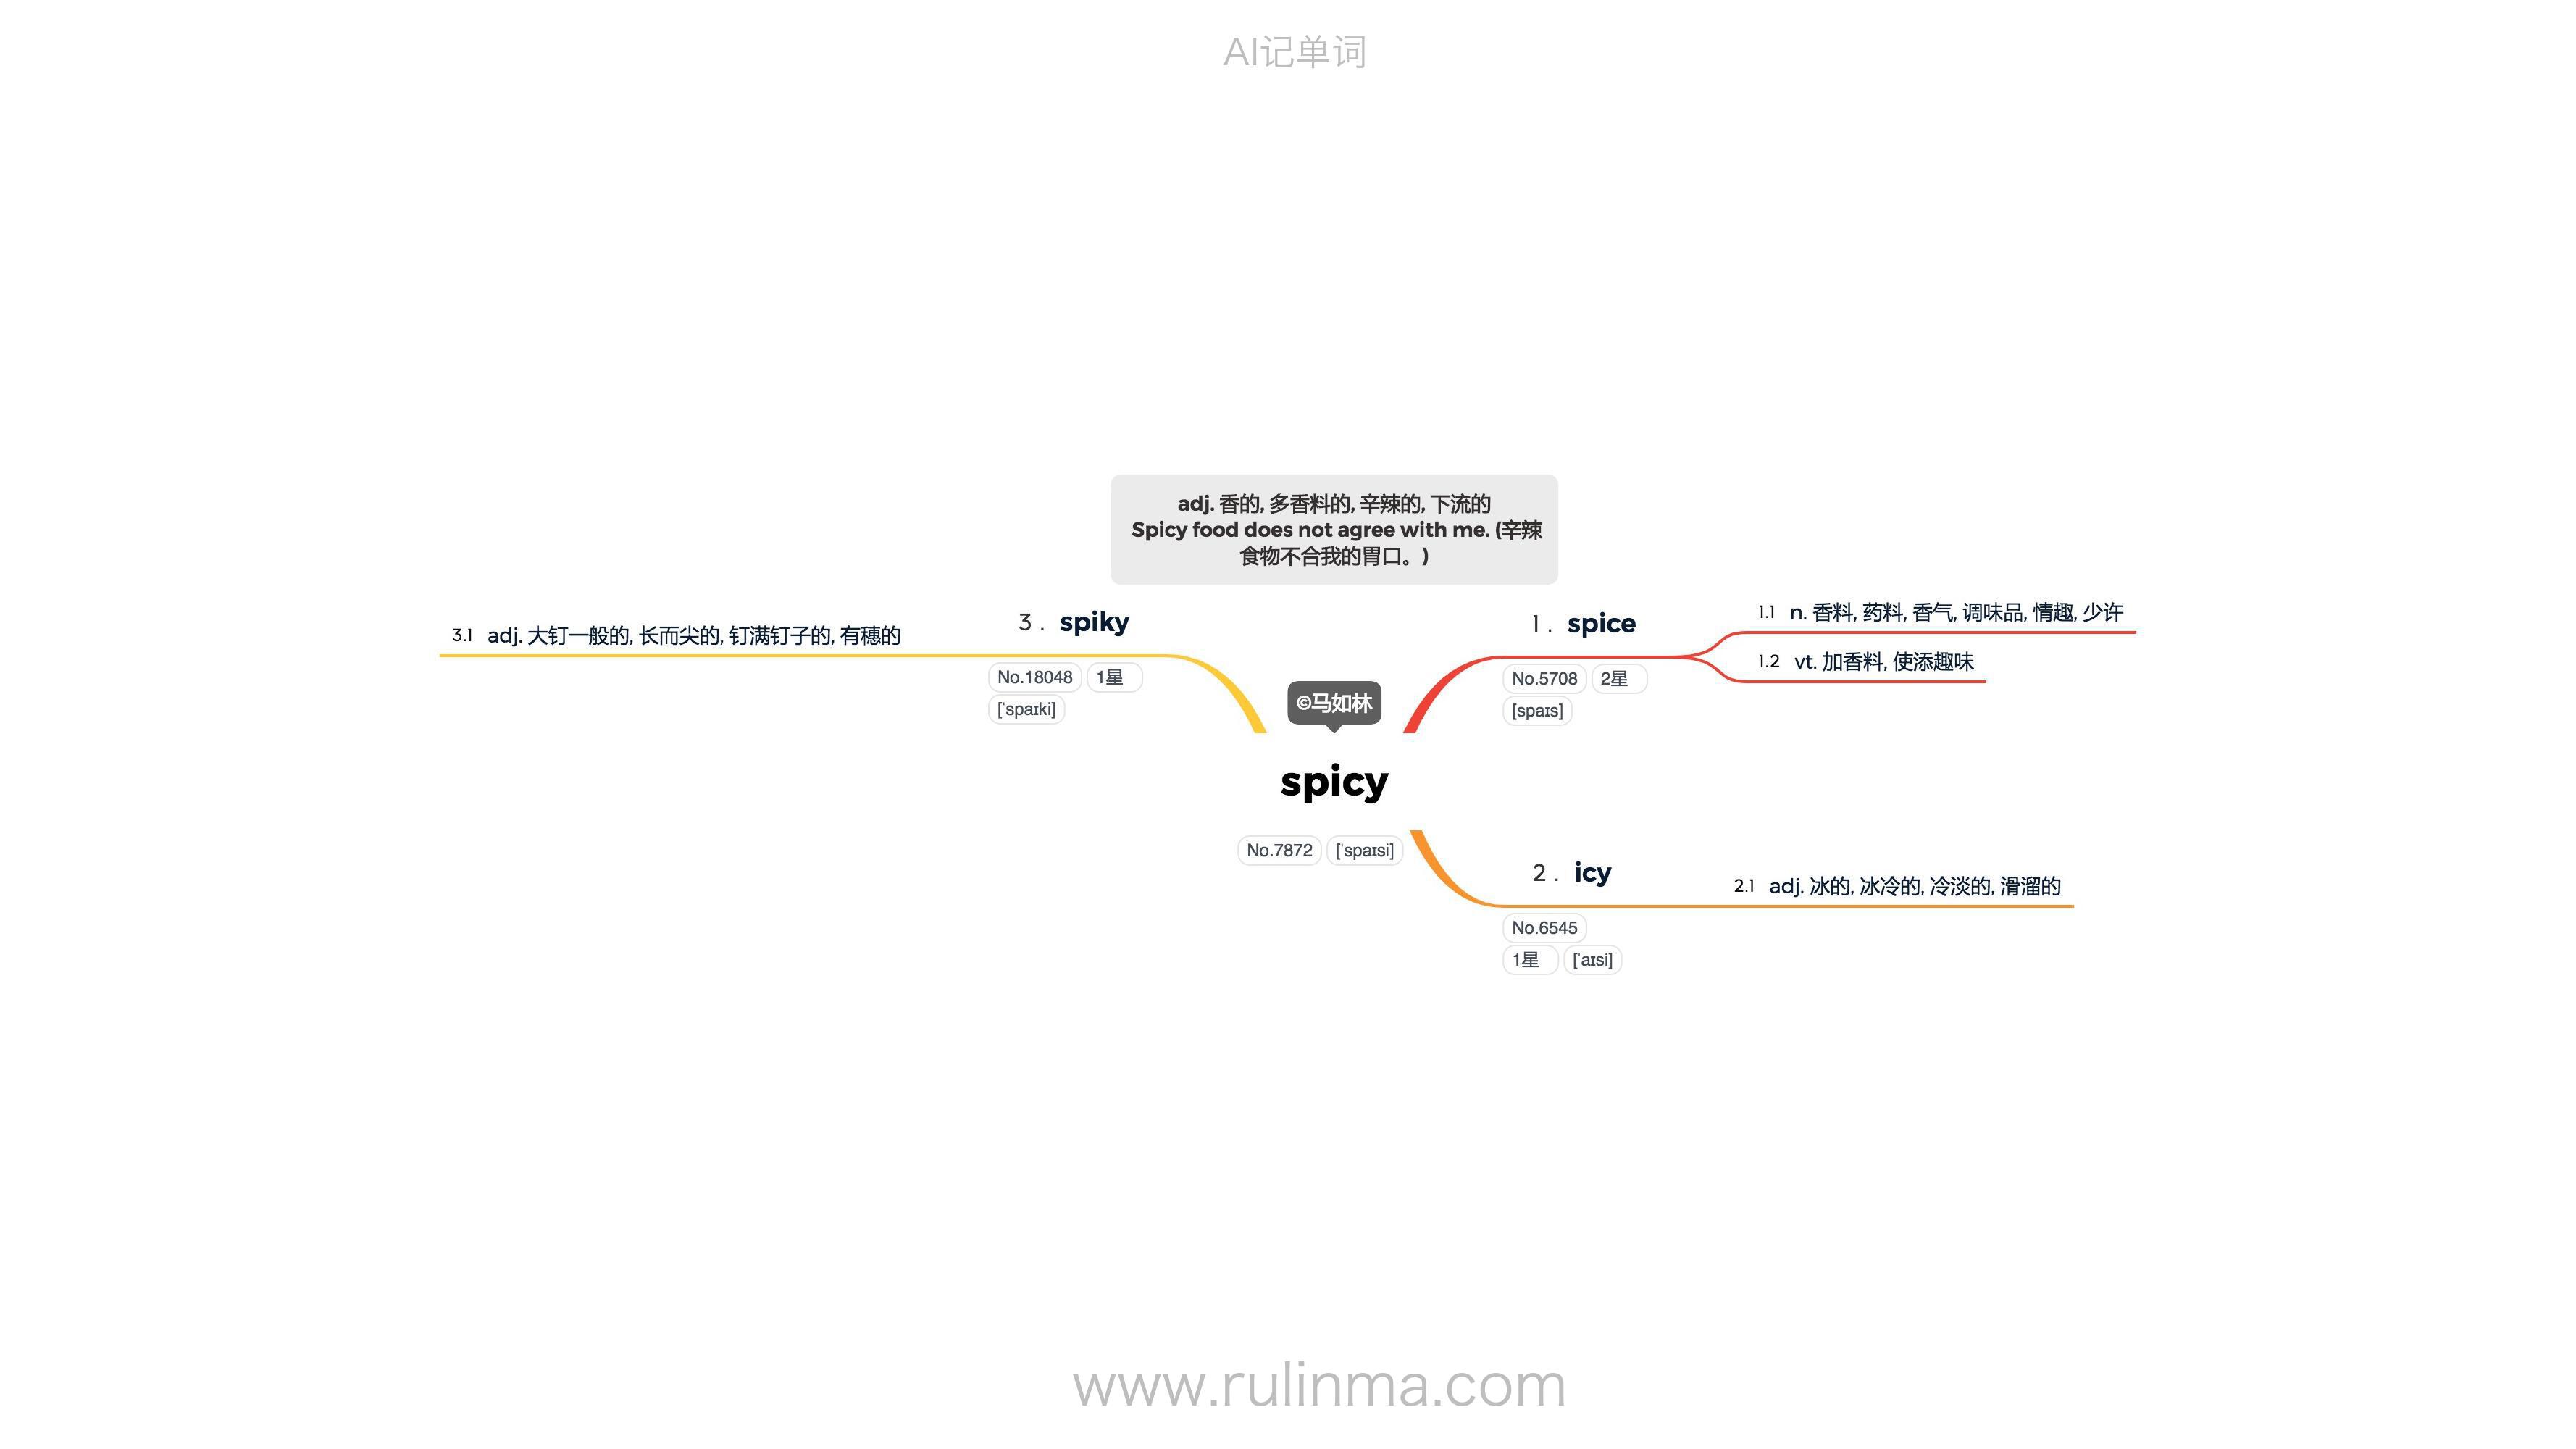 AI记单词
adj. 香的, 多香料的, 辛辣的, 下流的
Spicy food does not agree with me. (辛辣
食物不合我的胃口。)
©马如林
spicy
No.7872 [ˈspaɪsi]
1 . spice
No.5708 2星
[spaɪs]
1.1 n. 香料, 药料, 香气, 调味品, 情趣, 少许
1.2 vt. 加香料, 使添趣味
2 . icy
No.6545
1星 [ˈaɪsi]
2.1 adj. 冰的, 冰冷的, 冷淡的, 滑溜的
3 . spiky
No.18048 1星
[ˈspaɪki]
3.1 adj. 大钉一般的, 长而尖的, 钉满钉子的, 有穗的
www.rulinma.com